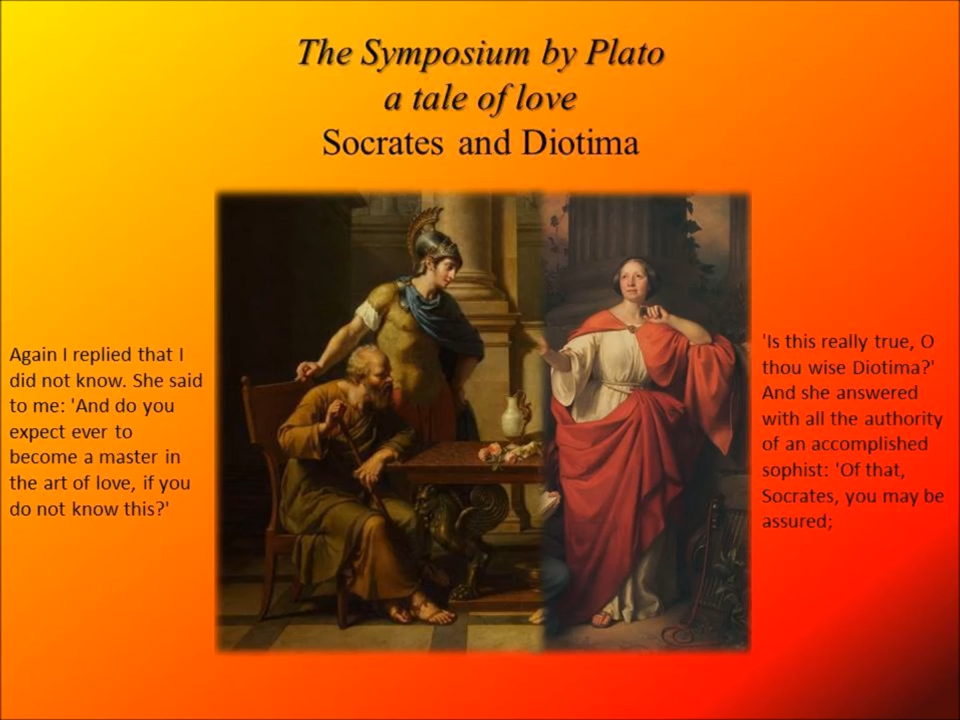 The Symposium by Plato
a tale of love
Socrates and Diotima
Again I replied that I
did not know. She said
to me: 'And do you
expect ever to
become a master in
the art of love, if you
do not know this?'
'Is this really true, O
thou wise Diotima?'
And she answered
with all the authority
of an accomplished
sophist: 'Of that,
Socrates, you may be
assured;